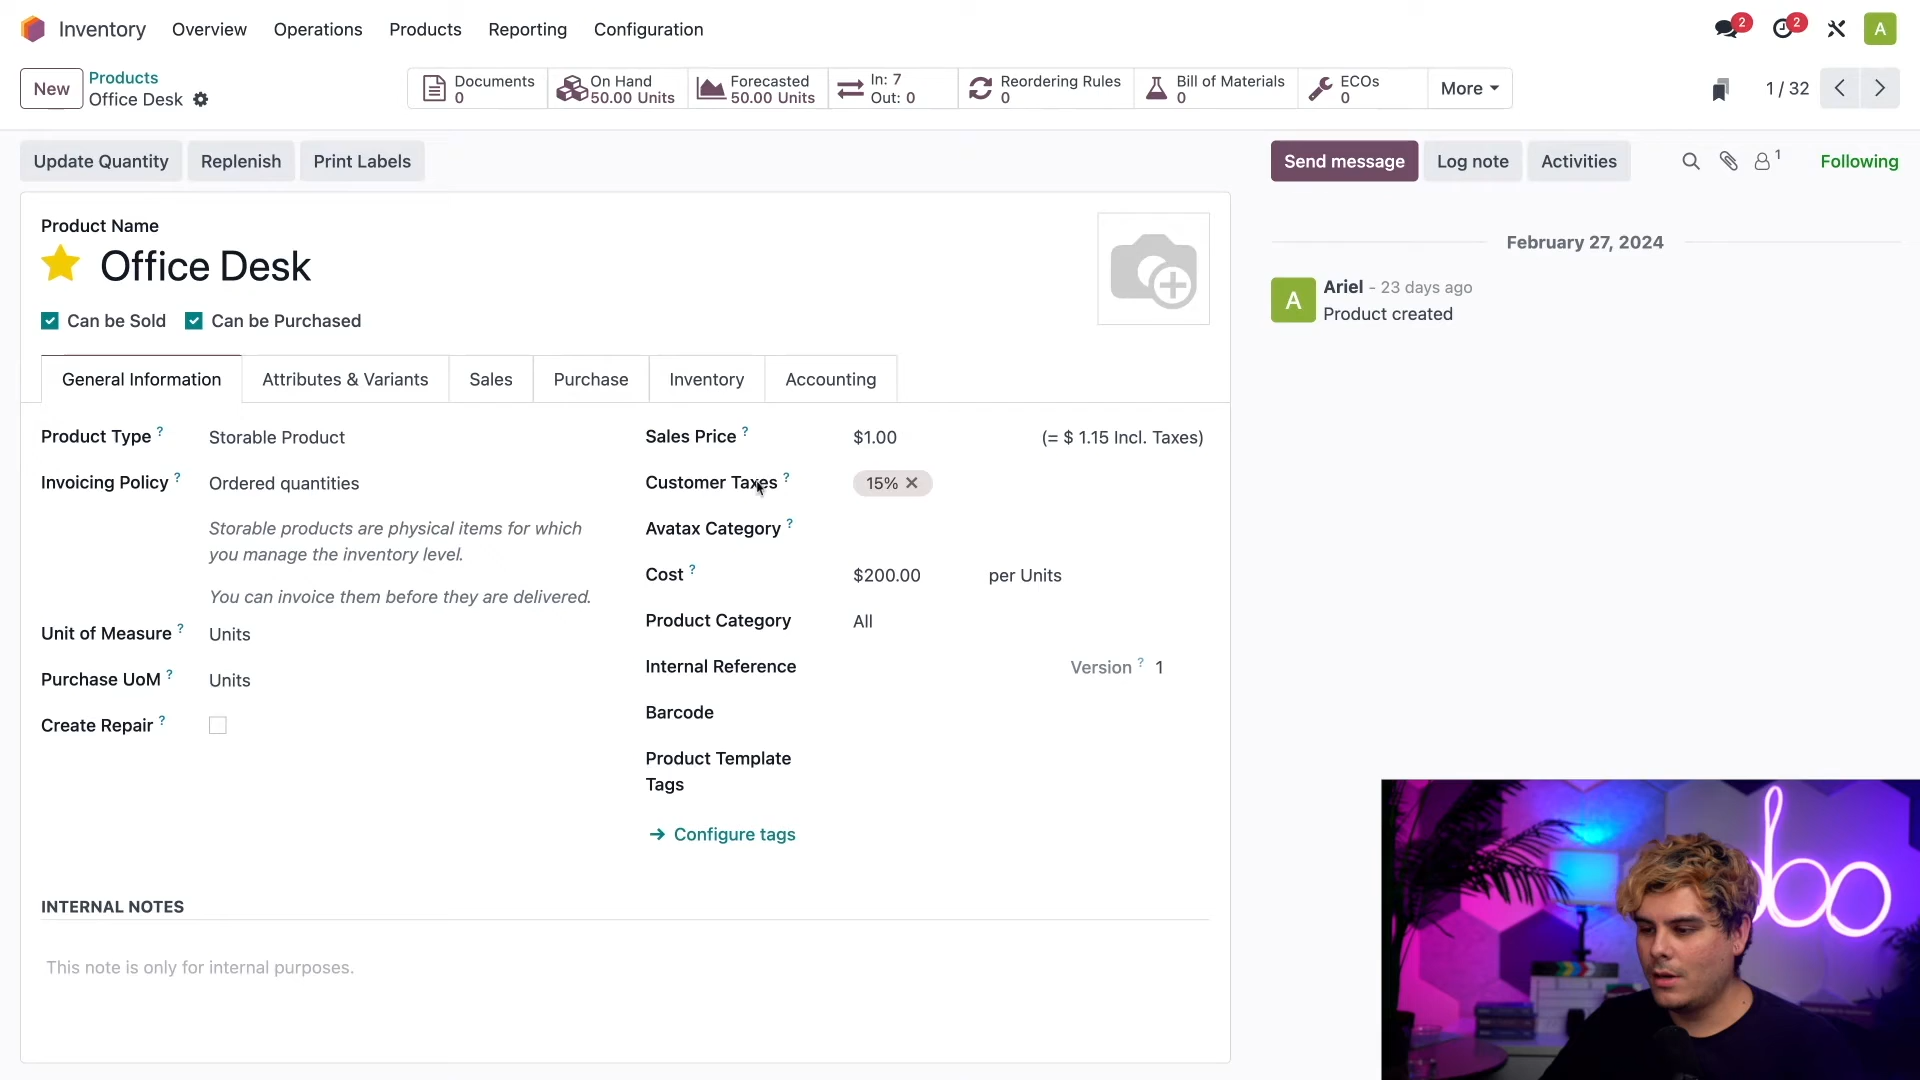 Inventory Overview Operations Products Reporting Configuration 2 2 A
New
Products
Office Desk
Documents
0
On Hand
50.00 Units
Forecasted
50.00 Units
In: 7
Out: 0
Reordering Rules
0
Bill of Materials
0
ECOs
0
More
1 / 32
Update Quantity Replenish Print Labels
Send message Log note Activities 1 Following
Product Name
Office Desk
Can be Sold Can be Purchased
General Information Attributes & Variants Sales Purchase Inventory Accounting
Product Type ? Storable Product
Invoicing Policy ? Ordered quantities
Storable products are physical items for which
you manage the inventory level.
You can invoice them before they are delivered.
Unit of Measure ? Units
Purchase UoM ? Units
Create Repair ?
Sales Price ? $1.00 (= $ 1.15 Incl. Taxes)
Customer Taxes ? 15%
Avatax Category ?
Cost ? $200.00 per Units
Product Category All
Internal Reference Version ? 1
Barcode
Product Template
Tags
Configure tags
INTERNAL NOTES
This note is only for internal purposes.
February 27, 2024
A
Ariel - 23 days ago
Product created